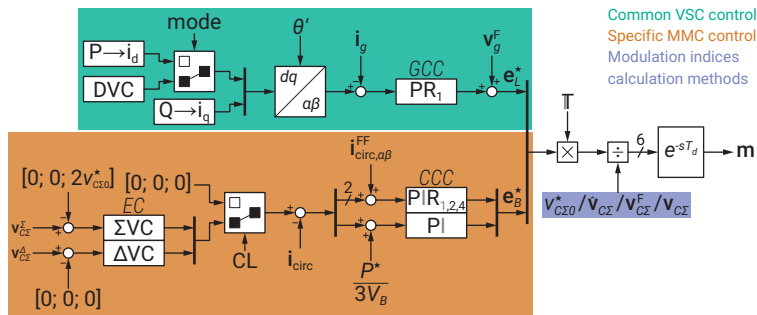 Common VSC control
Specific MMC control
Modulation indices
calculation methods
mode
θ'
P→i_d
DVC
Q→i_q
dq
αβ
i_g
GCC
PR₁
v_g^F
e_L^⋆
𝕋
×
÷
6
e^{-sT_d}
m
v_{CΣ0}^⋆/v̂_{CΣ}/v_{CΣ}^F/v_{CΣ}
[0; 0; 2v_{CΣ0}^⋆]
[0; 0; 0]
EC
v_{CΣ}^Σ
ΣVC
v_{CΣ}^Δ
ΔVC
[0; 0; 0]
CL
i_circ
i_{circ,αβ}^{FF}
2
CCC
PIR_{1,2,4}
PI
e_B^⋆
P^⋆
3V_B